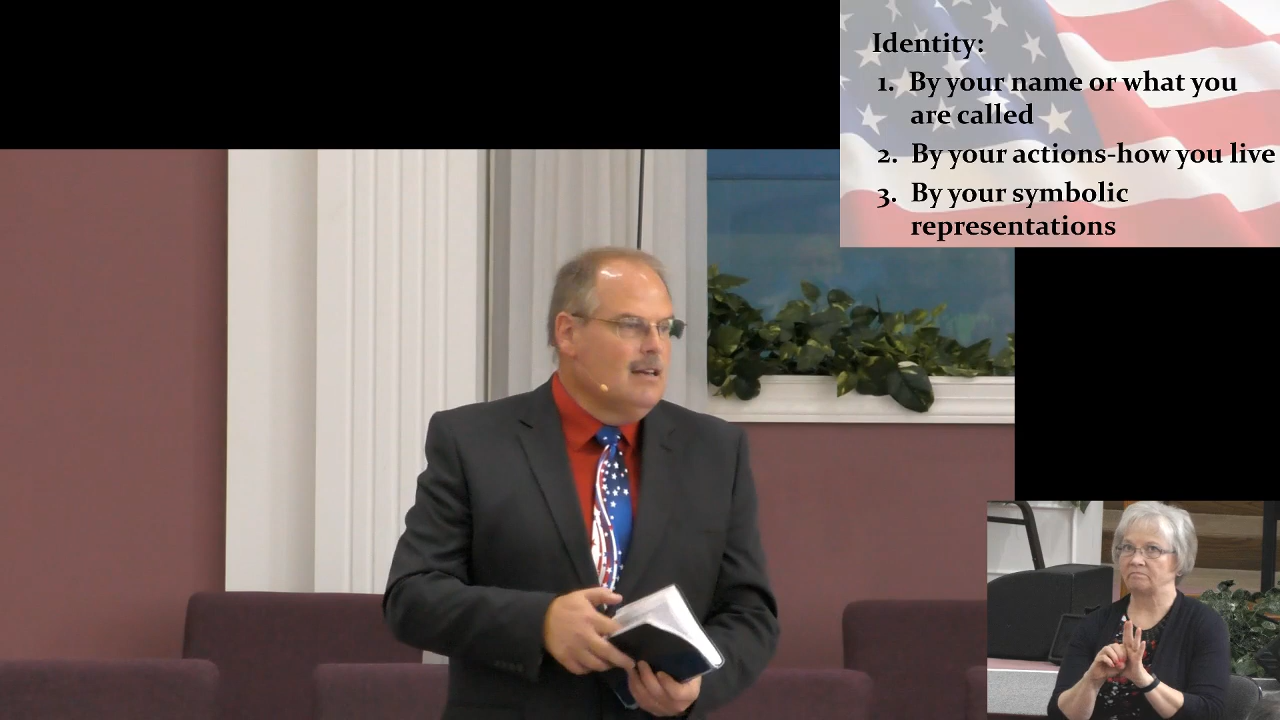 Identity:
1. By your name or what you
are called
2. By your actions-how you live
3. By your symbolic
representations